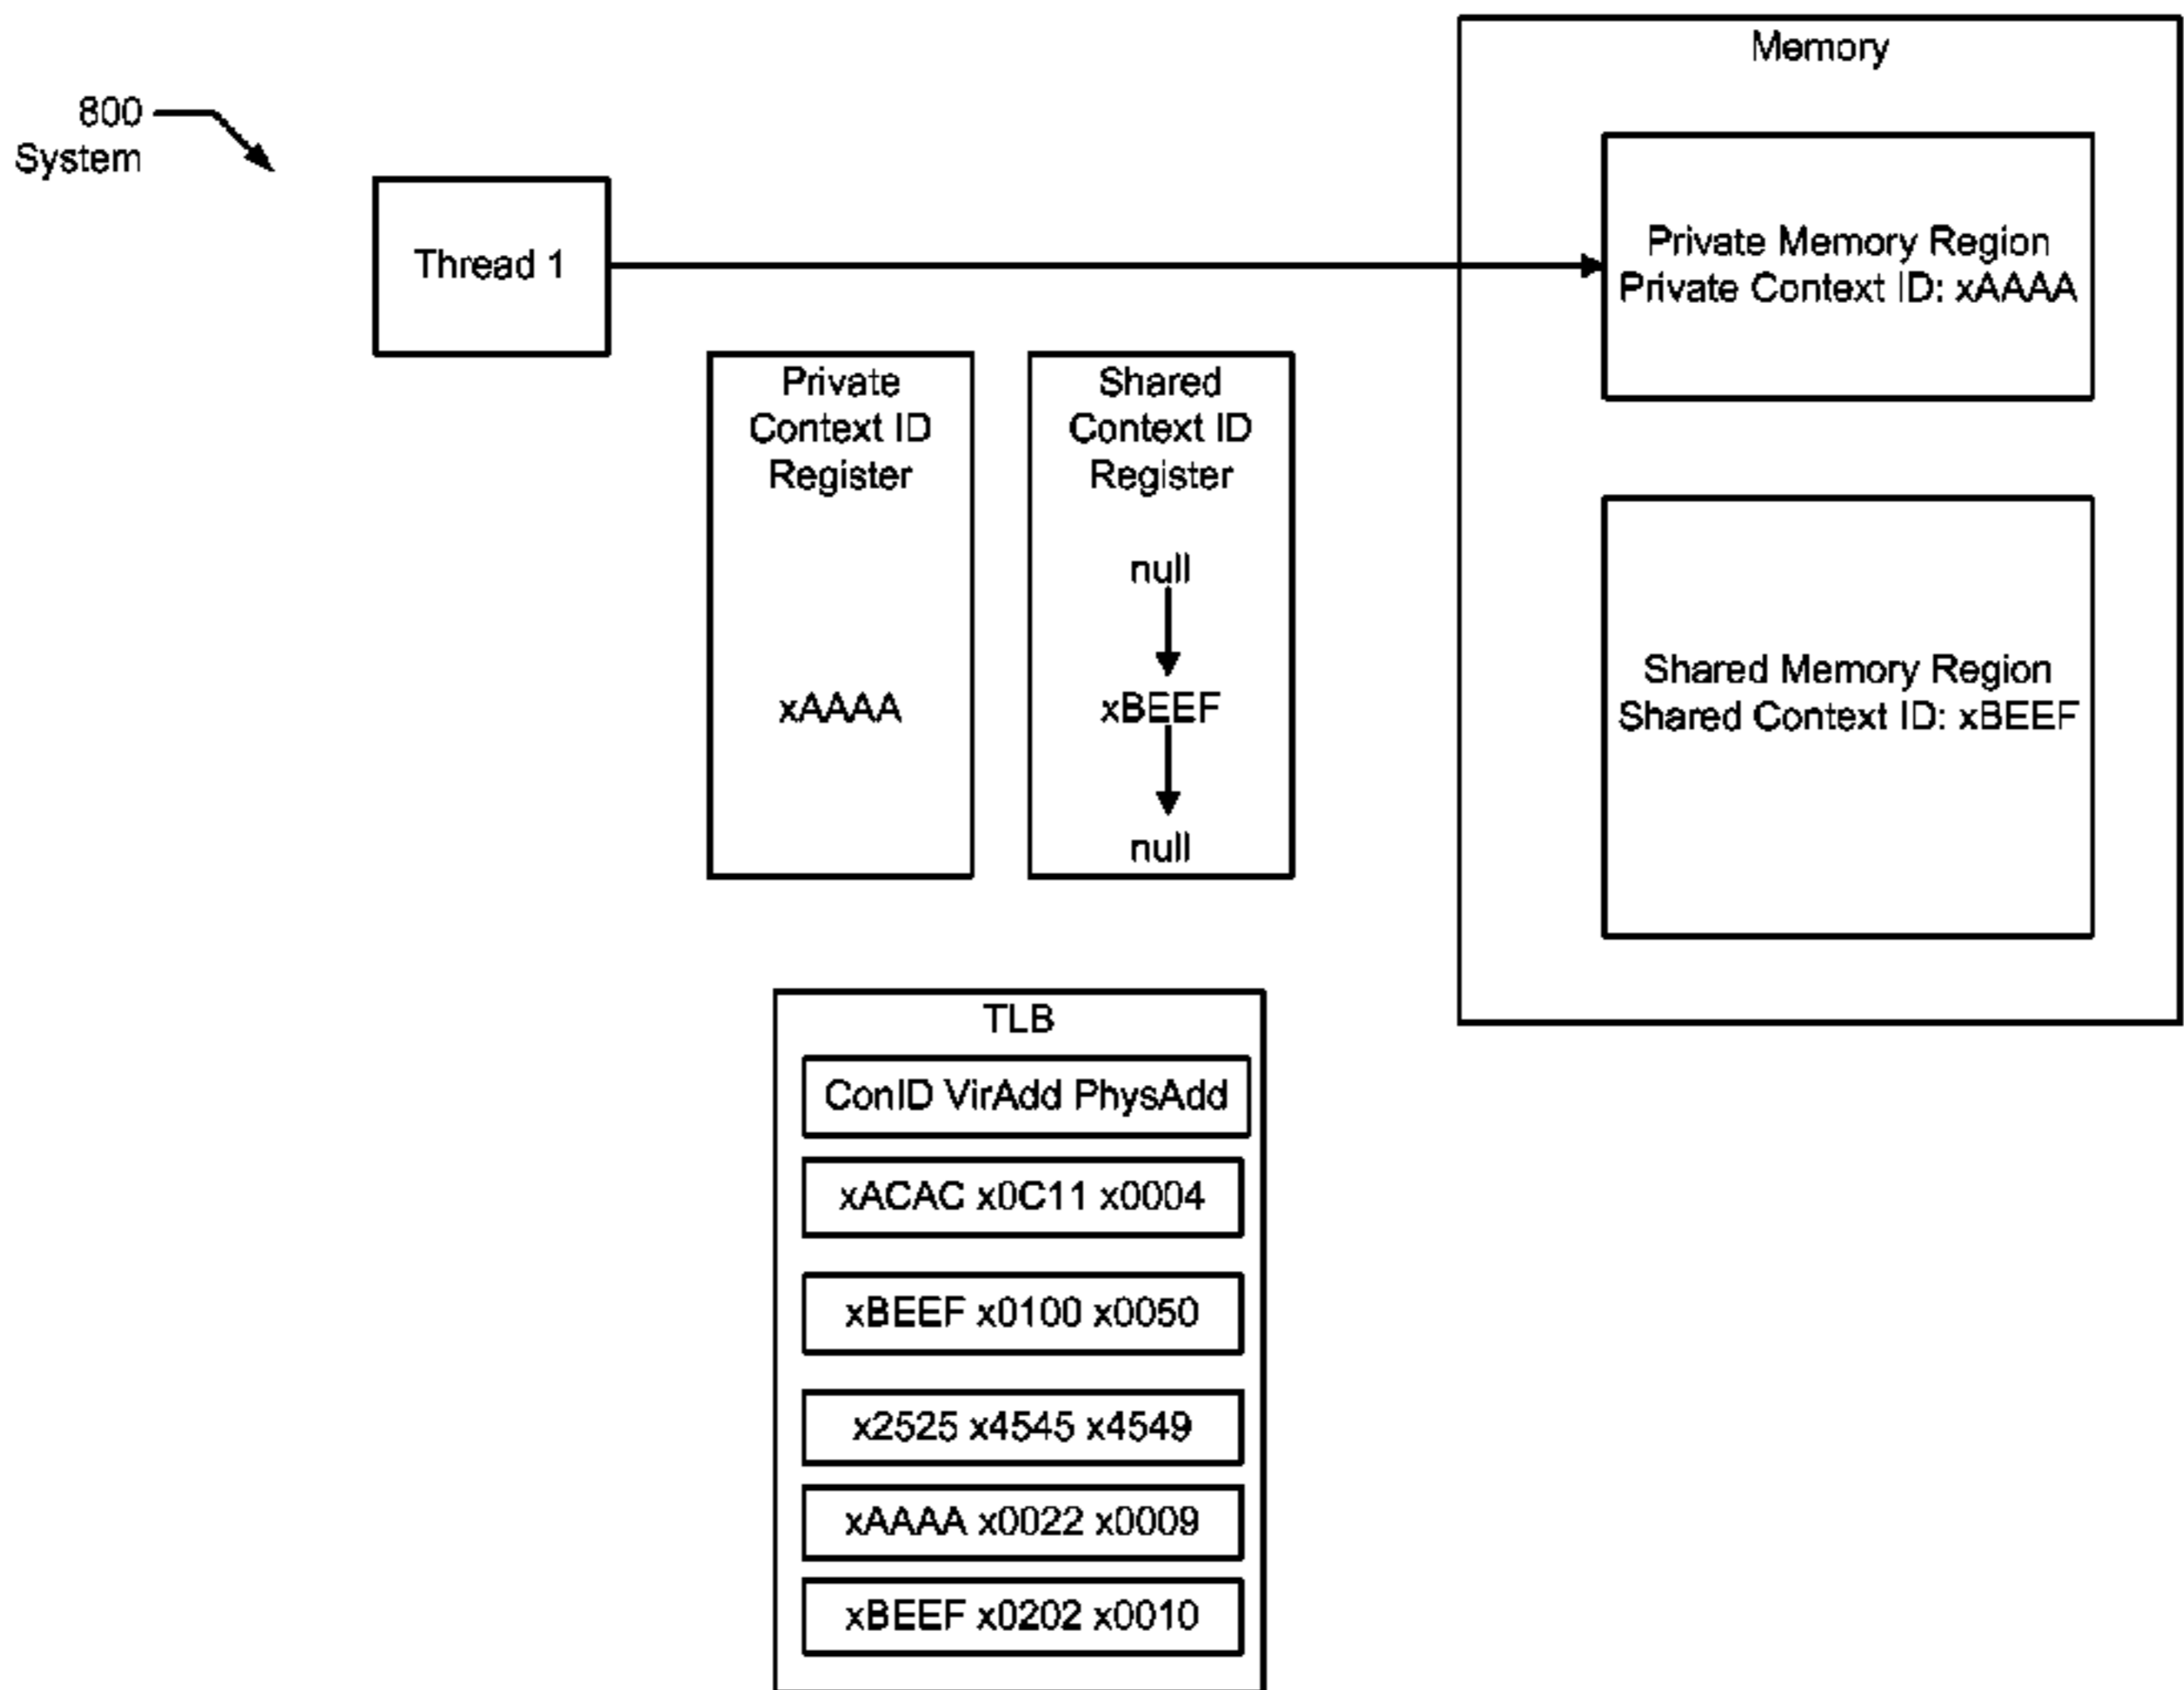 800
System
Thread 1
Private
Context ID
Register
xAAAA
Shared
Context ID
Register
null
xBEEF
null
Memory
Private Memory Region
Private Context ID: xAAAA
Shared Memory Region
Shared Context ID: xBEEF
TLB
ConID VirAdd PhysAdd
xACAC x0C11 x0004
xBEEF x0100 x0050
x2525 x4545 x4549
xAAAA x0022 x0009
xBEEF x0202 x0010